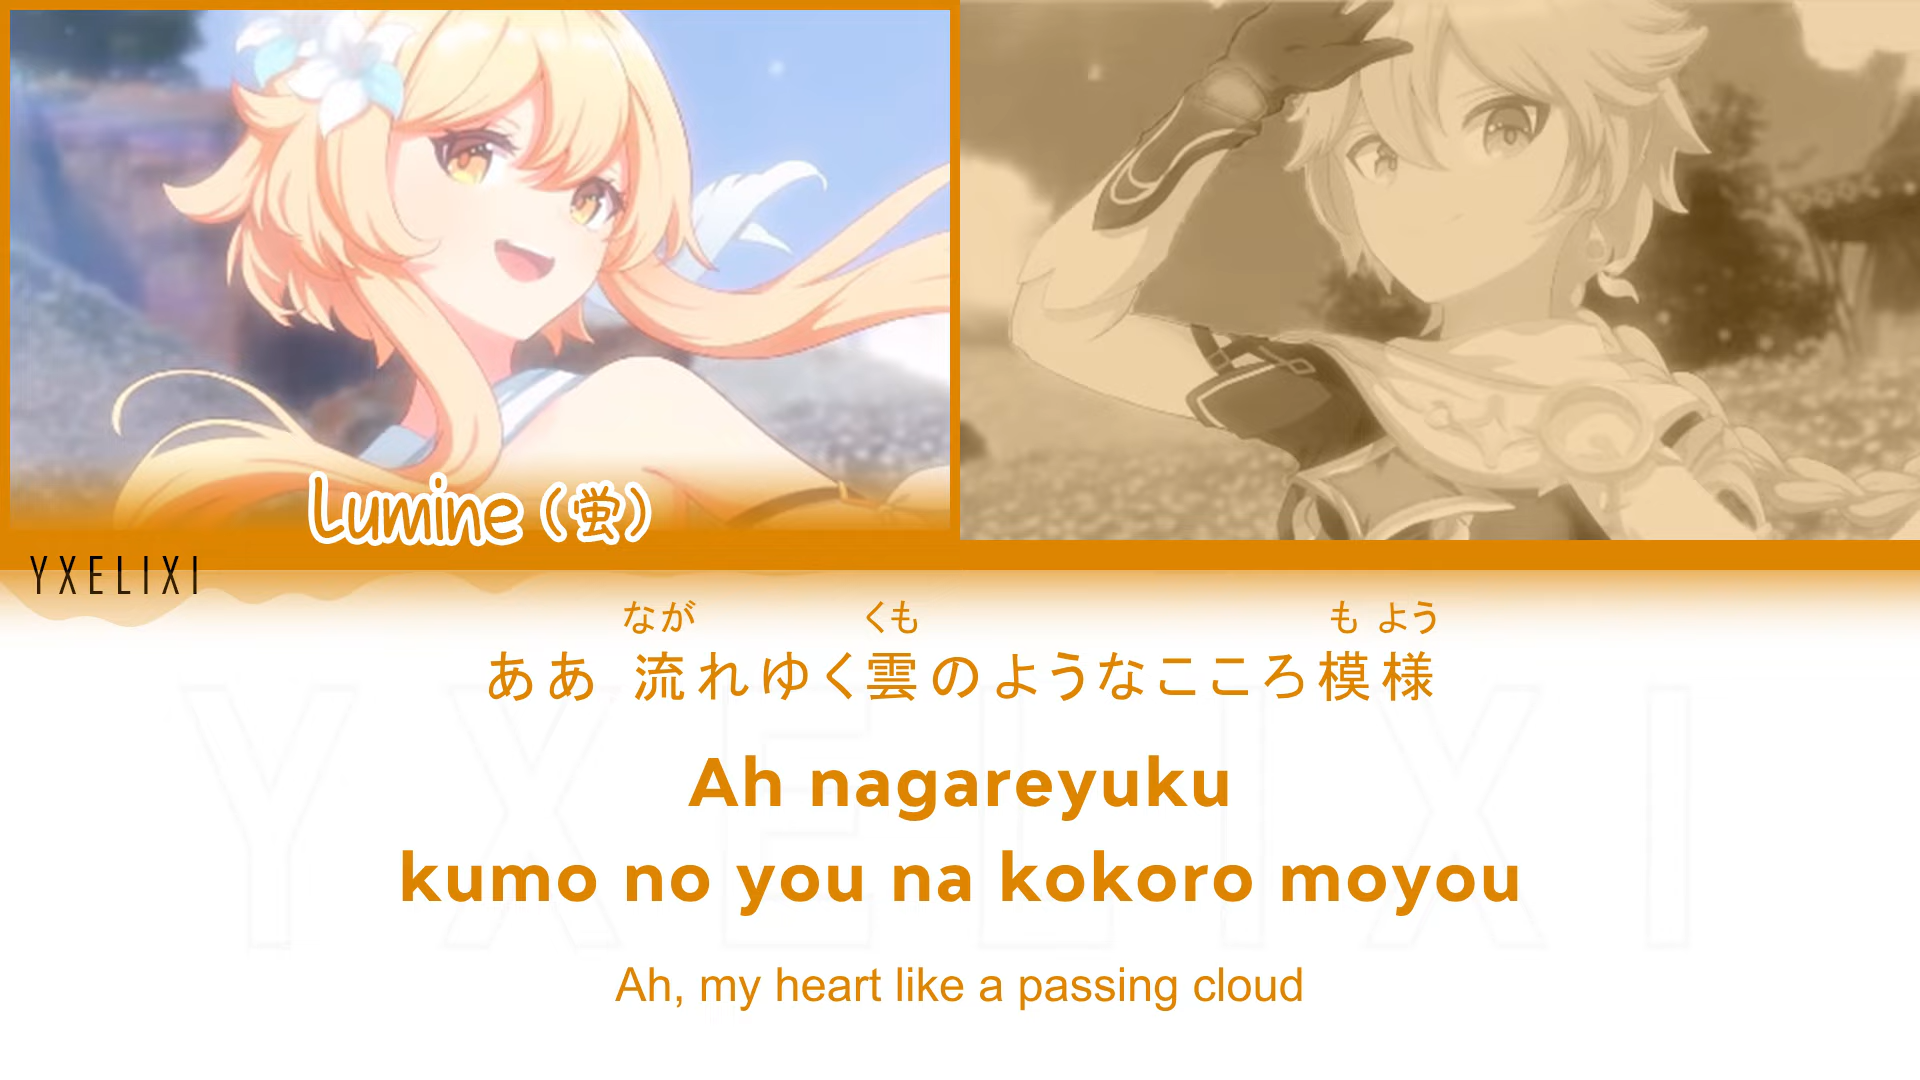 Lumine (蛍)
YXELIXI
なが くも も よう
ああ 流れゆく雲のようなこころ模様
YXELIXI
Ah nagareyuku
kumo no you na kokoro moyou
Ah, my heart like a passing cloud